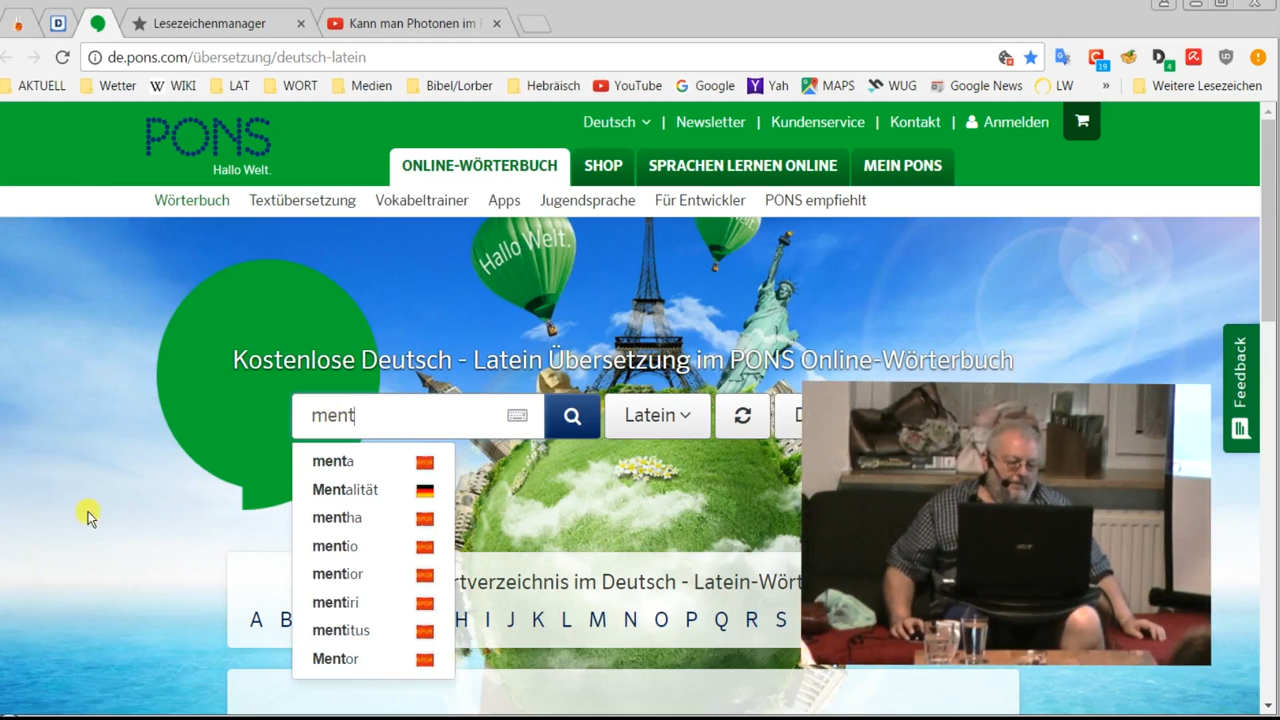 Lesezeichenmanager
Kann man Photonen im F
de.pons.com/übersetzung/deutsch-latein
19
4
AKTUELL Wetter WIKI LAT WORT Medien Bibel/Lorber Hebräisch YouTube Google Yah MAPS WUG Google News LW » Weitere Lesezeichen
PONS
Hallo Welt.
Deutsch | Newsletter | Kundenservice | Kontakt | Anmelden
ONLINE-WÖRTERBUCH SHOP SPRACHEN LERNEN ONLINE MEIN PONS
Wörterbuch Textübersetzung Vokabeltrainer Apps Jugendsprache Für Entwickler PONS empfiehlt
Hallo Welt.
Kostenlose Deutsch - Latein Übersetzung im PONS Online-Wörterbuch
Feedback
ment Latein D
menta
Mentalität
mentha
mentio
mentior
mentiri
mentitus
Mentor
rtverzeichnis im Deutsch - Latein-Wört
A B H I J K L M N O P Q R S
acer